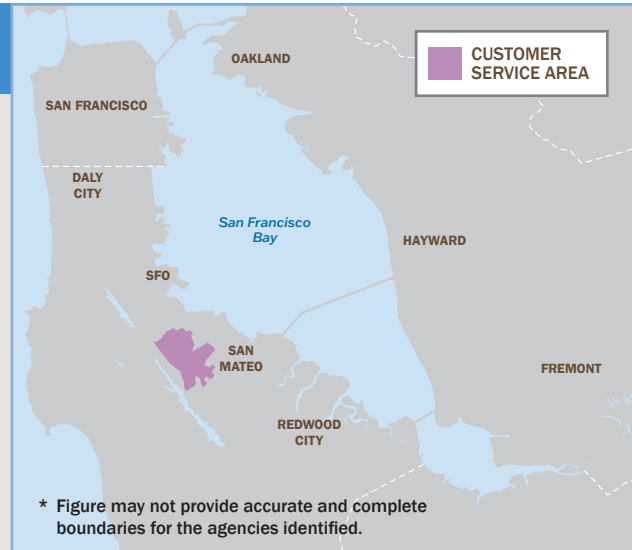 OAKLAND
CUSTOMER
SERVICE AREA
SAN FRANCISCO
DALY
CITY
San Francisco
Bay
HAYWARD
SFO
SAN
MATEO
FREMONT
REDWOOD
CITY
* Figure may not provide accurate and complete
boundaries for the agencies identified.